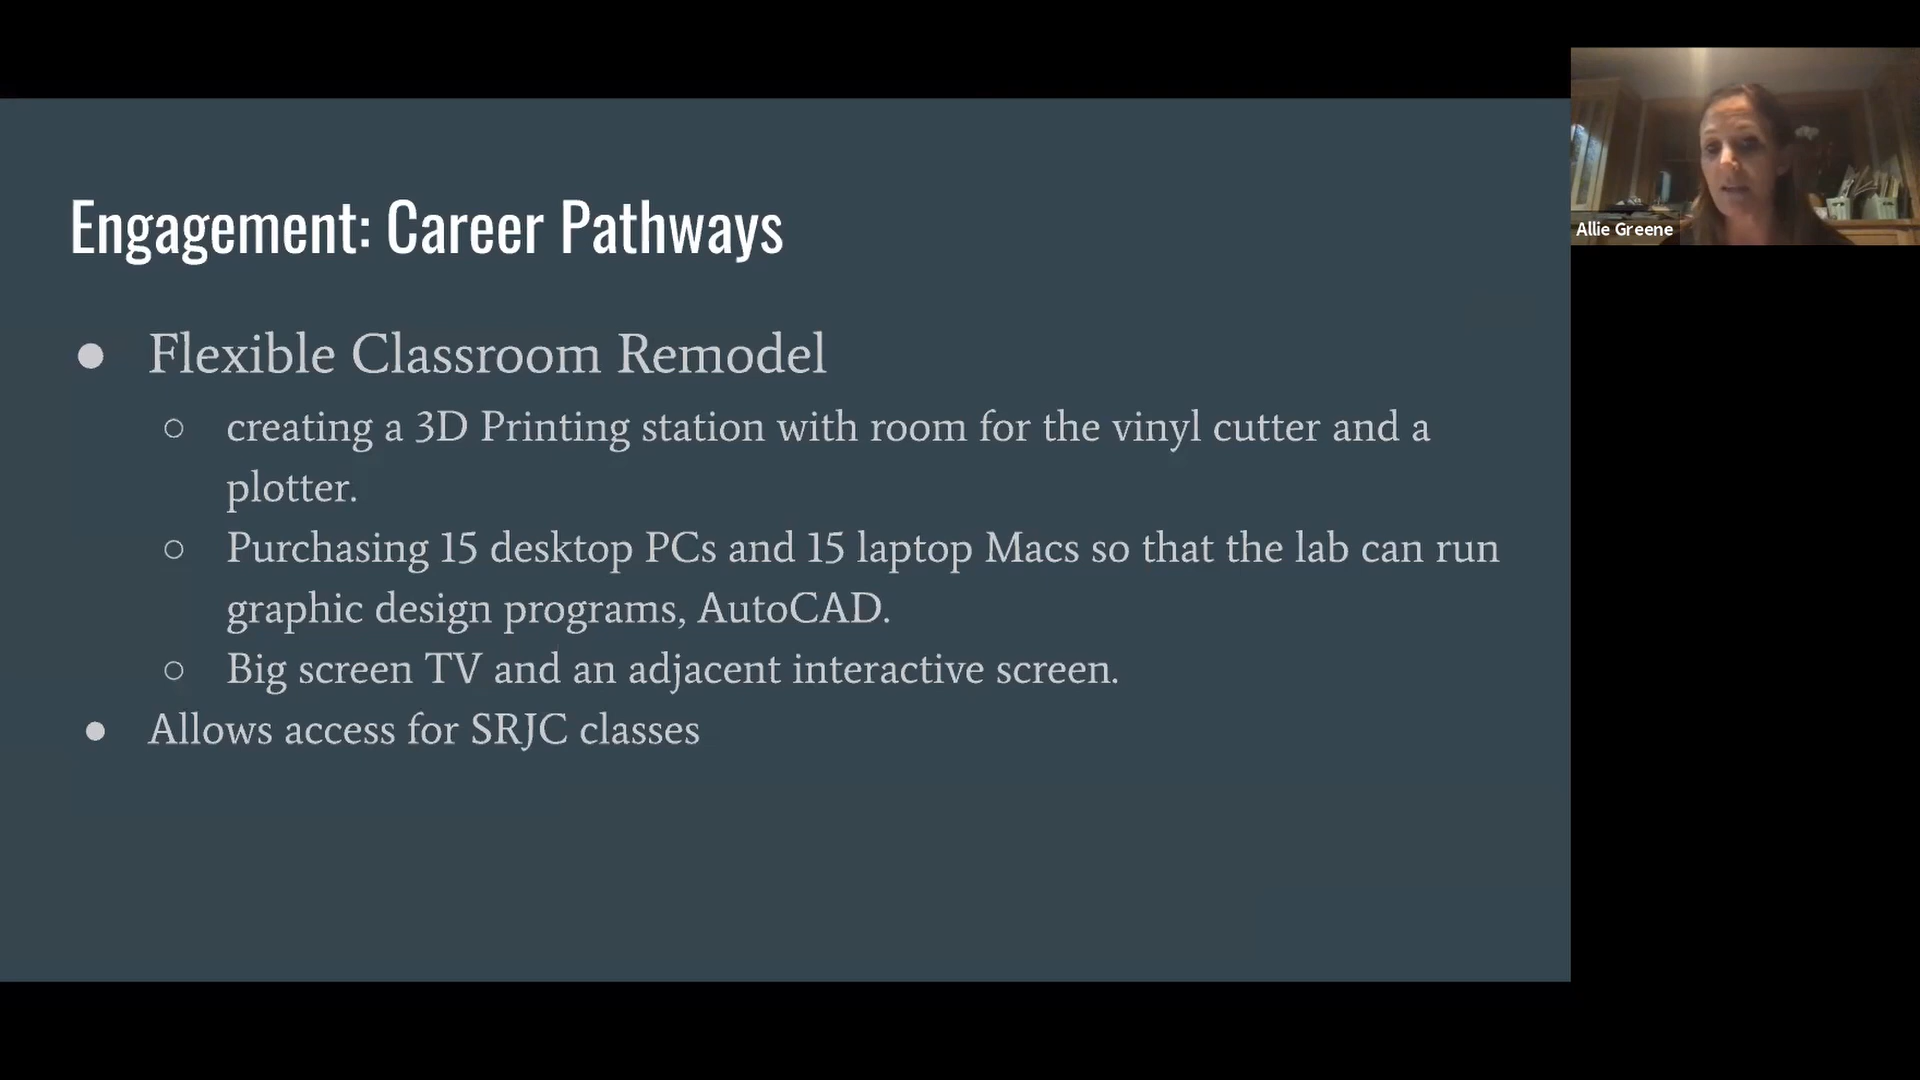 Engagement: Career Pathways
● Flexible Classroom Remodel
○ creating a 3D Printing station with room for the vinyl cutter and a
plotter.
○ Purchasing 15 desktop PCs and 15 laptop Macs so that the lab can run
graphic design programs, AutoCAD.
○ Big screen TV and an adjacent interactive screen.
● Allows access for SRJC classes
Allie Greene